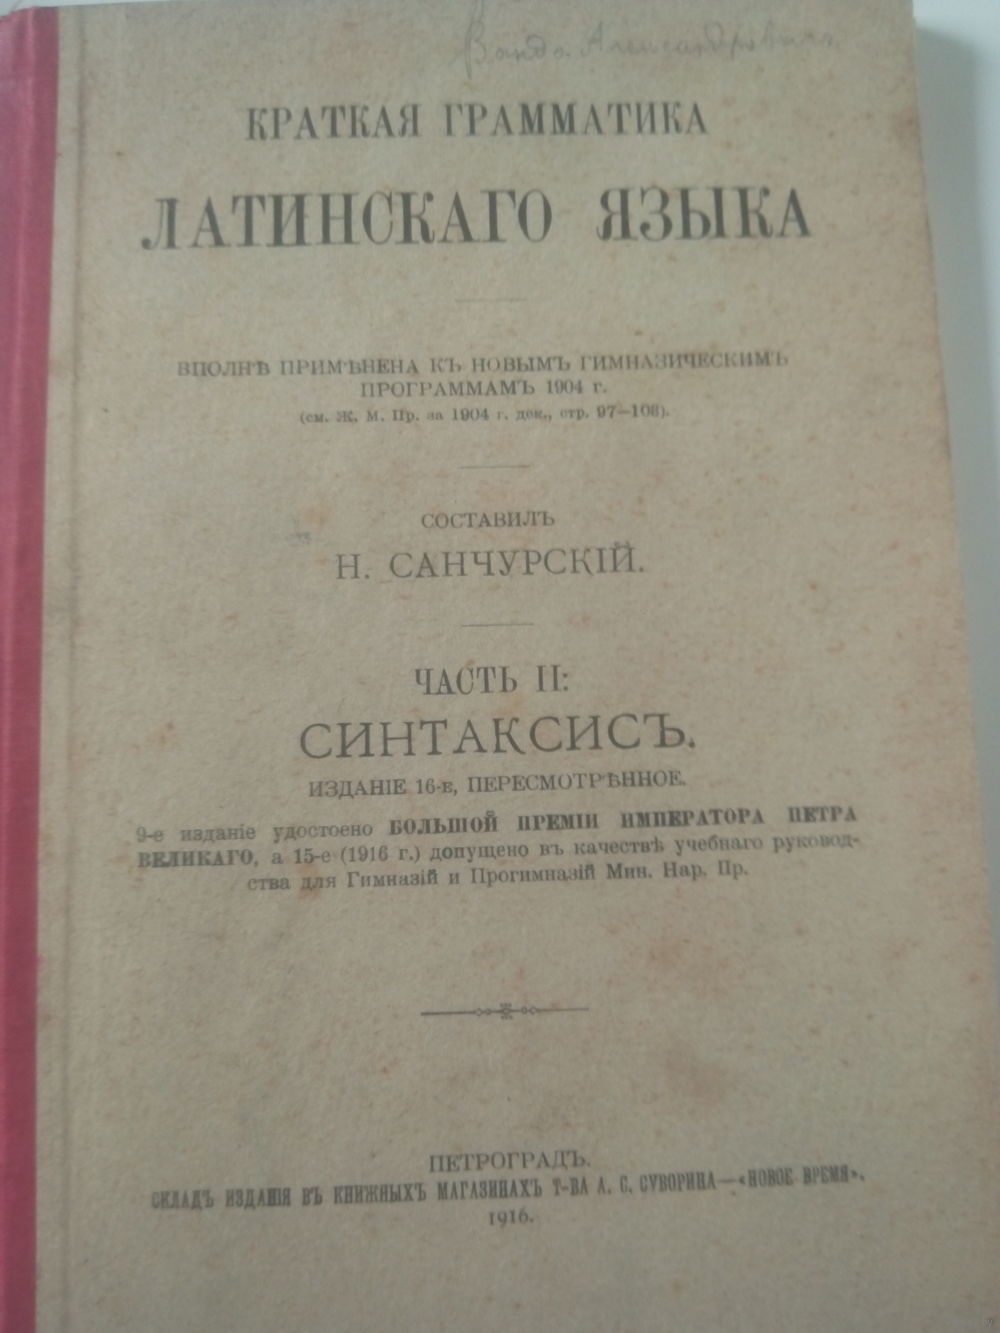 КРАТКАЯ ГРАММАТИКА
ЛАТИНСКАГО ЯЗЫКА
ВПОЛНѢ ПРИМѢНЕНА КЪ НОВЫМЪ ГИМНАЗИЧЕСКИМЪ
ПРОГРАММАМЪ 1904 г.
(см. Ж. М. Пр. за 1904 г. дек., стр. 97—108).
СОСТАВИЛЪ
Н. САНЧУРСКІЙ.
ЧАСТЬ II:
СИНТАКСИСЪ.
ИЗДАНІЕ 16-е, ПЕРЕСМОТРѢННОЕ.
9-е изданіе удостоено БОЛЬШОЙ ПРЕМІИ ИМПЕРАТОРА ПЕТРА
ВЕЛИКАГО, а 15-е (1916 г.) допущено въ качествѣ учебнаго руковод-
ства для Гимназій и Прогимназій Мин. Нар. Пр.
ПЕТРОГРАДЪ.
СКЛАДЪ ИЗДАНІЯ ВЪ КНИЖНЫХЪ МАГАЗИНАХЪ Т-ВА А. С. СУВОРИНА—«НОВОЕ ВРЕМЯ».
1916.